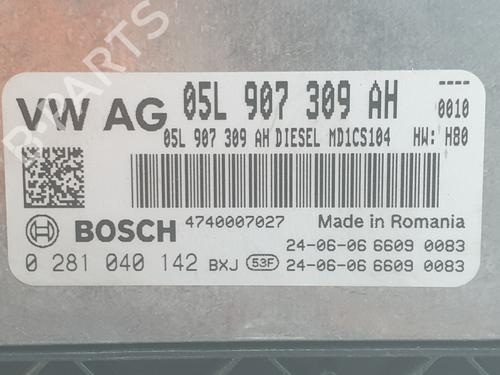 B-PARTS
VW AG 05L 907 309 AH 0010
05L 907 309 AH DIESEL MD1CS104 HW: H80
BOSCH 4740007027 Made in Romania
24-06-06 6609 0083
0 281 040 142 BXJ 53F 24-06-06 6609 0083